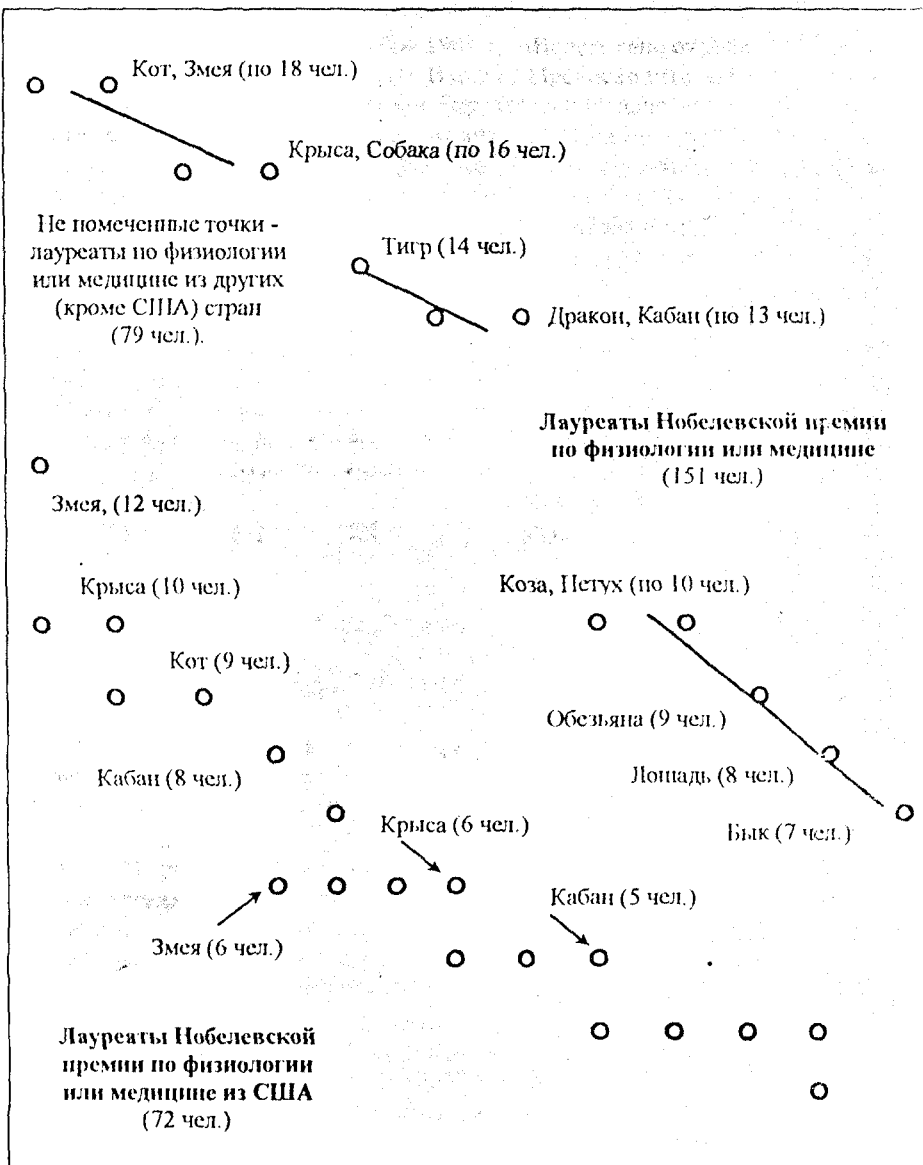 Кот, Змея (по 18 чел.)
Крыса, Собака (по 16 чел.)
Не помеченные точки -
лауреаты по физиологии
или медицине из других
(кроме США) стран
(79 чел.).
Тигр (14 чел.)
Дракон, Кабан (по 13 чел.)
Лауреаты Нобелевской премии
по физиологии или медицине
(151 чел.)
Змея, (12 чел.)
Крыса (10 чел.)
Коза, Петух (по 10 чел.)
Кот (9 чел.)
Обезьяна (9 чел.)
Кабан (8 чел.)
Лошадь (8 чел.)
Крыса (6 чел.)
Бык (7 чел.)
Кабан (5 чел.)
Змея (6 чел.)
Лауреаты Нобелевской
премии по физиологии
или медицине из США
(72 чел.)